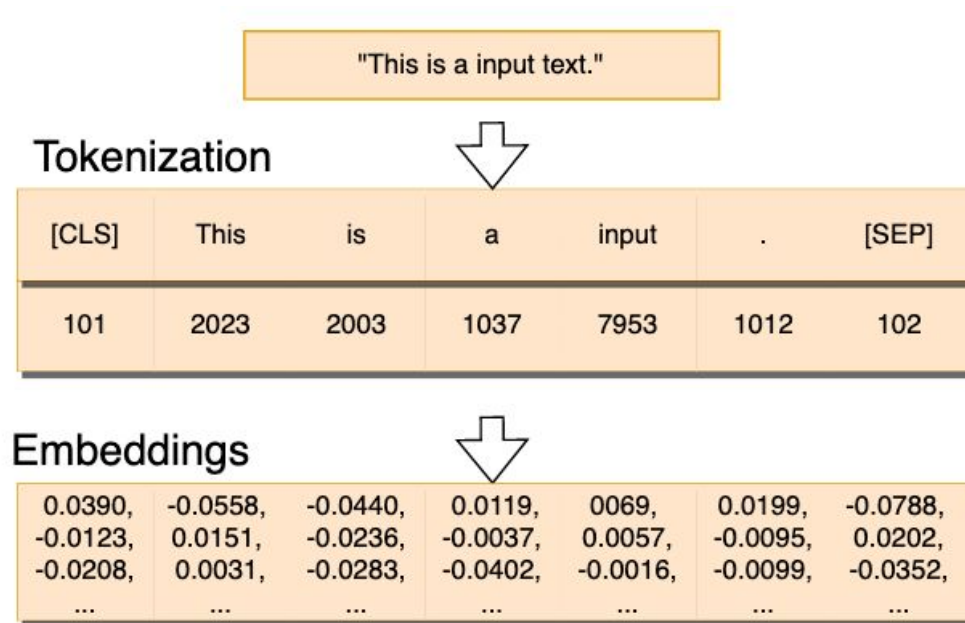 "This is a input text."
Tokenization
[CLS] This is a input . [SEP]
101 2023 2003 1037 7953 1012 102
Embeddings
0.0390, -0.0558, -0.0440, 0.0119, 0069, 0.0199, -0.0788,
-0.0123, 0.0151, -0.0236, -0.0037, 0.0057, -0.0095, 0.0202,
-0.0208, 0.0031, -0.0283, -0.0402, -0.0016, -0.0099, -0.0352,
... ... ... ... ... ... ...